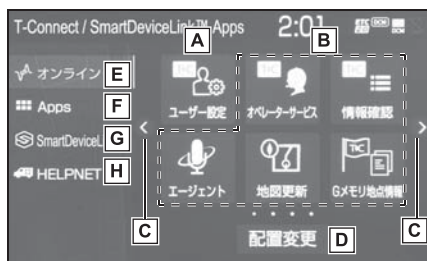 T-Connect / SmartDeviceLink™ Apps 2:01
A
B
オンライン E
ユーザー設定
オペレーターサービス
情報確認
Apps F
SmartDeviceL G
HELPNET H
エージェント
地図更新
Gメモリ地点情報
C
C
配置変更 D